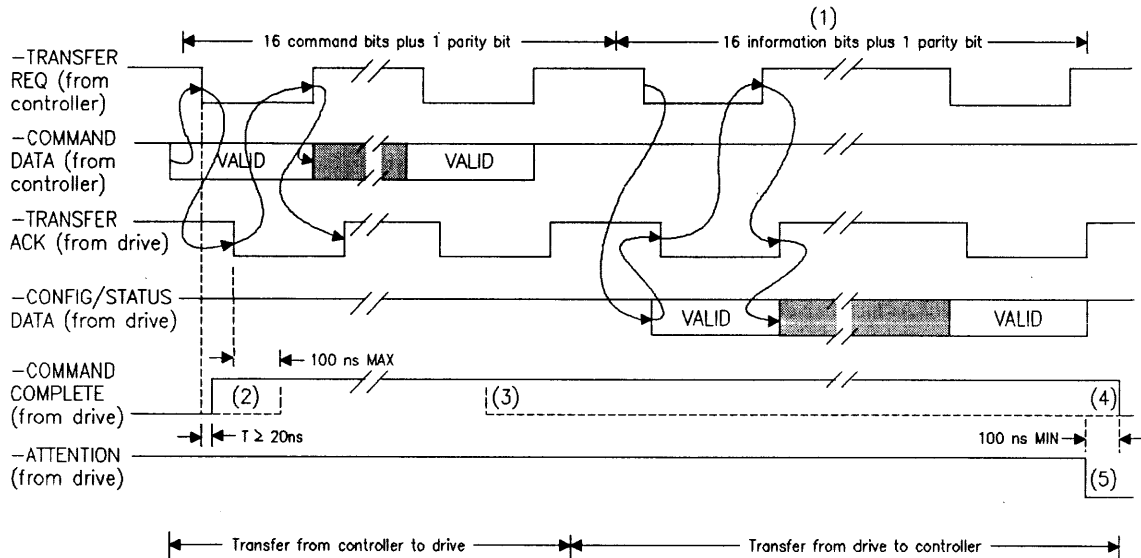 (1)
16 command bits plus 1 parity bit
16 information bits plus 1 parity bit
-TRANSFER
REQ (from
controller)
-COMMAND
DATA (from
controller)
VALID
VALID
-TRANSFER
ACK (from drive)
-CONFIG/STATUS
DATA (from drive)
VALID
VALID
100 ns MAX
-COMMAND
COMPLETE
(from drive)
(2)
(3)
(4)
T ≥ 20ns
100 ns MIN
-ATTENTION
(from drive)
(5)
Transfer from controller to drive
Transfer from drive to controller